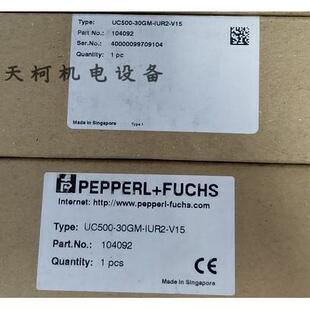 Type: UC500-30GM-IUR2-V15
Part.No.: 104092
Ser.No.: 40000099709104
Quantity: 1 pc
天柯机电设备
Made in Singapore Type 1
PEPPERL+FUCHS
Internet: http://www.pepperl-fuchs.com
Type: UC500-30GM-IUR2-V15
Part.No.: 104092
Quantity: 1 pcs
CE
Made in Singapore